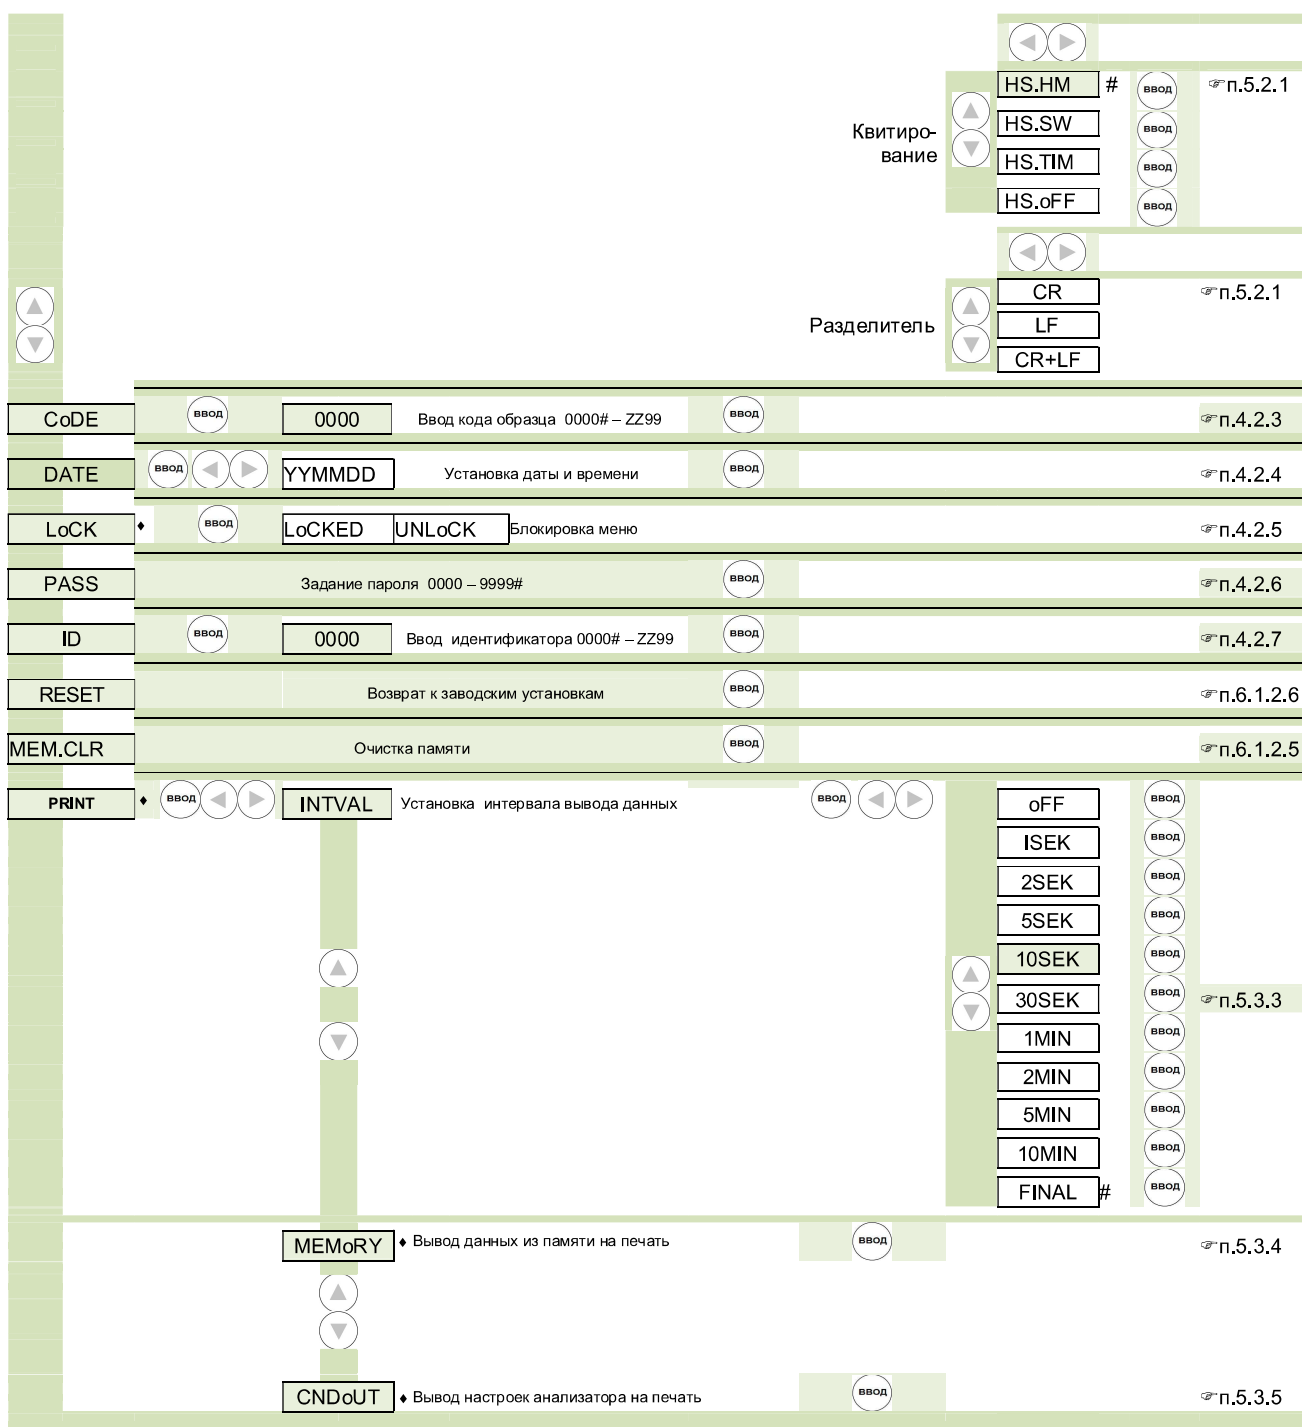 HS.HM # ввод ☞п.5.2.1
Квитиро-
вание
HS.SW ввод
HS.TIM ввод
HS.oFF ввод
Разделитель
CR ☞п.5.2.1
LF
CR+LF
CoDE ввод 0000 Ввод кода образца 0000# – ZZ99 ввод ☞п.4.2.3
DATE ввод YYMMDD Установка даты и времени ввод ☞п.4.2.4
LoCK ♦ ввод LoCKED UNLoCK Блокировка меню ☞п.4.2.5
PASS Задание пароля 0000 – 9999# ввод ☞п.4.2.6
ID ввод 0000 Ввод идентификатора 0000# – ZZ99 ввод ☞п.4.2.7
RESET Возврат к заводским установкам ввод ☞п.6.1.2.6
MEM.CLR Очистка памяти ввод ☞п.6.1.2.5
PRINT ♦ ввод INTVAL Установка интервала вывода данных ввод oFF ввод
ISEK ввод
2SEK ввод
5SEK ввод
10SEK ввод
30SEK ввод ☞п.5.3.3
1MIN ввод
2MIN ввод
5MIN ввод
10MIN ввод
FINAL # ввод
MEMoRY ♦ Вывод данных из памяти на печать ввод ☞п.5.3.4
CNDoUT ♦ Вывод настроек анализатора на печать ввод ☞п.5.3.5